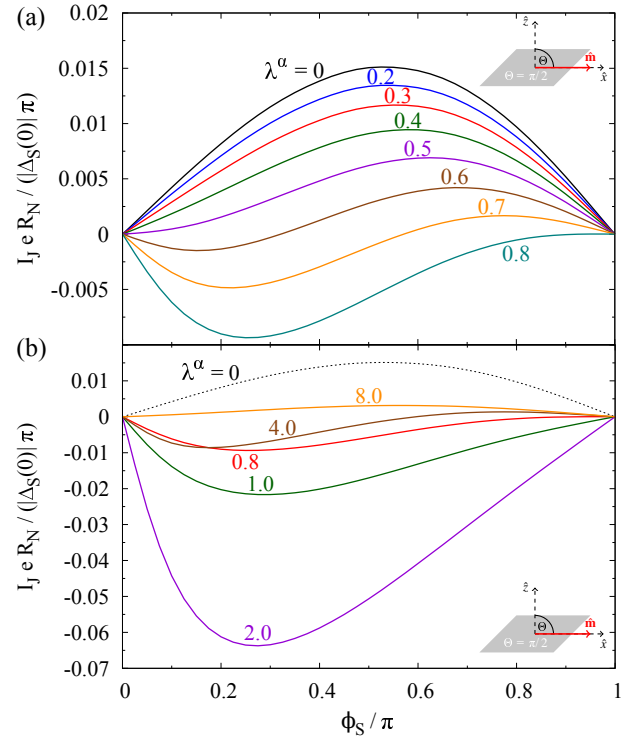 (a)
0.015
0.01
0.005
0
-0.005
I_J e R_N / (|Δ_S(0)| π)
λ^α = 0
0.2
0.3
0.4
0.5
0.6
0.7
0.8
ẑ
Θ
m̂
x̂
Θ = π/2
(b)
0.01
0
-0.01
-0.02
-0.03
-0.04
-0.05
-0.06
-0.07
I_J e R_N / (|Δ_S(0)| π)
λ^α = 0
8.0
4.0
0.8
1.0
2.0
ẑ
Θ
m̂
x̂
Θ = π/2
0 0.2 0.4 0.6 0.8 1
ϕ_S / π